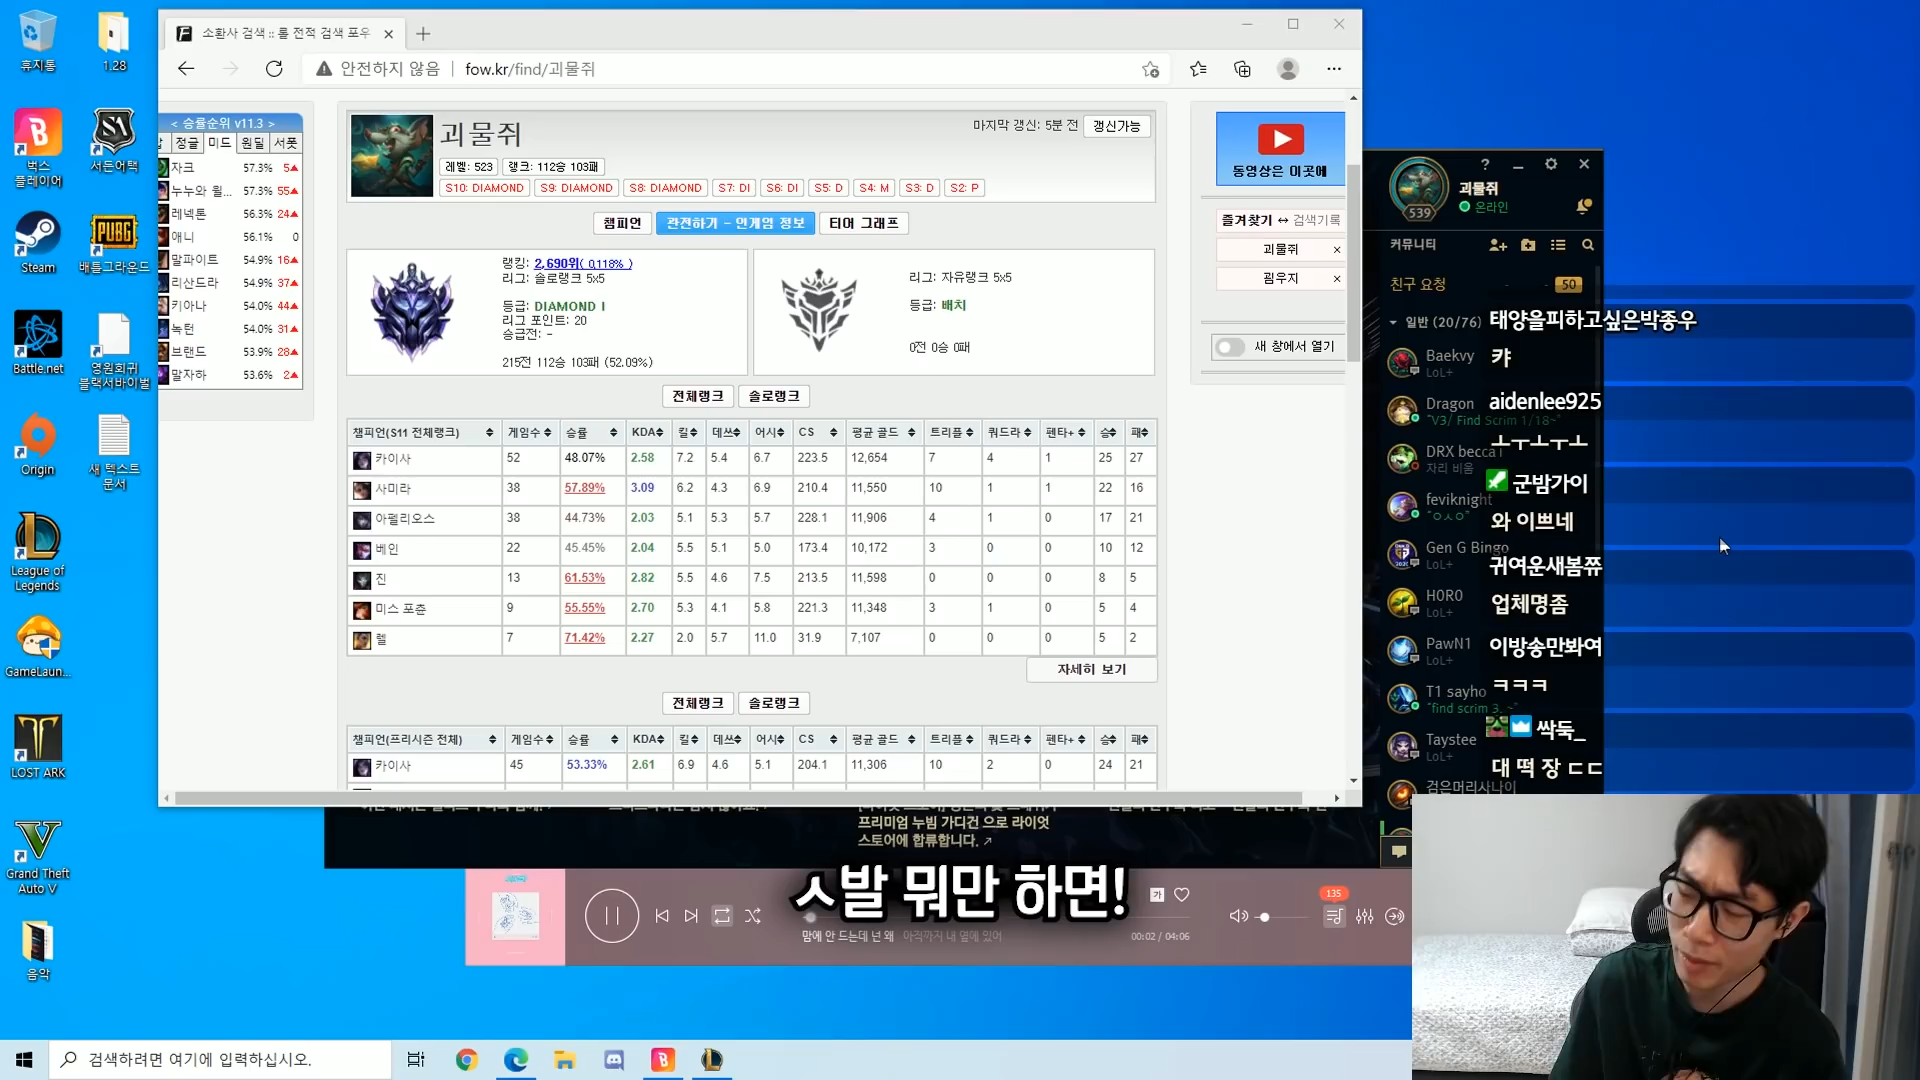 휴지통
1.28
벅스
플레이어
서든어택
Steam
배틀그라운드
Battle.net
영원회귀
블랙서바이벌
Origin
새 텍스트
문서
League of
Legends
GameLaun...
LOST ARK
Grand Theft
Auto V
음악
소환사 검색 :: 롤 전적 검색 포우
안전하지 않음 | fow.kr/find/괴물쥐
< 승률순위 v11.3 >
정글 미드 원딜 서폿
자크 57.3% 5▲
누누와 윌... 57.3% 55▲
레넥톤 56.3% 24▲
애니 56.1% 0
말파이트 54.9% 16▲
리산드라 54.9% 37▲
키아나 54.0% 44▲
녹턴 54.0% 31▲
브랜드 53.9% 28▲
말자하 53.6% 2▲
괴물쥐
마지막 갱신: 5분 전 갱신가능
레벨: 523 랭크: 112승 103패
S10: DIAMOND S9: DIAMOND S8: DIAMOND S7: DI S6: DI S5: D S4: M S3: D S2: P
챔피언 관전하기 - 인게임 정보 티어 그래프
랭킹: 2,690위( 0.118% )
리그: 솔로랭크 5x5
등급: DIAMOND I
리그 포인트: 20
승급전: -
215전 112승 103패 (52.09%)
리그: 자유랭크 5x5
등급: 배치
0전 0승 0패
전체랭크 솔로랭크
챔피언(S11 전체랭크) 게임수 승률 KDA 킬 데쓰 어시 CS 평균 골드 트리플 쿼드라 펜타+ 승 패
카이사 52 48.07% 2.58 7.2 5.4 6.7 223.5 12,654 7 4 1 25 27
사미라 38 57.89% 3.09 6.2 4.3 6.9 210.4 11,550 10 1 1 22 16
아펠리오스 38 44.73% 2.03 5.1 5.3 5.7 228.1 11,906 4 1 0 17 21
베인 22 45.45% 2.04 5.5 5.1 5.0 173.4 10,172 3 0 0 10 12
진 13 61.53% 2.82 5.5 4.6 7.5 213.5 11,598 0 0 0 8 5
미스 포츈 9 55.55% 2.70 5.3 4.1 5.8 221.3 11,348 3 1 0 5 4
렐 7 71.42% 2.27 2.0 5.7 11.0 31.9 7,107 0 0 0 5 2
자세히 보기
전체랭크 솔로랭크
챔피언(프리시즌 전체) 게임수 승률 KDA 킬 데쓰 어시 CS 평균 골드 트리플 쿼드라 펜타+ 승 패
카이사 45 53.33% 2.61 6.9 4.6 5.1 204.1 11,306 10 2 0 24 21
동영상은 이곳에
즐겨찾기 ↔ 검색기록
괴물쥐 ×
굄우지 ×
새 창에서 열기
괴물쥐
539
온라인
커뮤니티
친구 요청 50
일반 (20/76)
Baekvy
LoL+
Dragon
"V3/ Find Scrim 1/18~"
DRX becca
자리 비움
feviknight
"ㅇㅅㅇ"
Gen G Bingo
LoL+
H0R0
LoL+
PawN1
LoL+
T1 sayho
"find scrim 3. ~"
Taystee
LoL+
검은머리사나이
태양을피하고싶은박종우
캬
aidenlee925
ㅗㅜㅗㅜㅗ
군밤가이
와 이쁘네
귀여운새봄쮸
업체명좀
이방송만봐여
ㅋㅋㅋ
싹둑_
대 떡 장 ㄷㄷ
프리미엄 누빔 가디건 으로 라이엇
스토어에 합류합니다. ↗
ㅅ발 뭐만 하면!
맘에 안 드는데 넌 왜 아직까지 내 옆에 있어
가
00:02 / 04:06
135
검색하려면 여기에 입력하십시오.